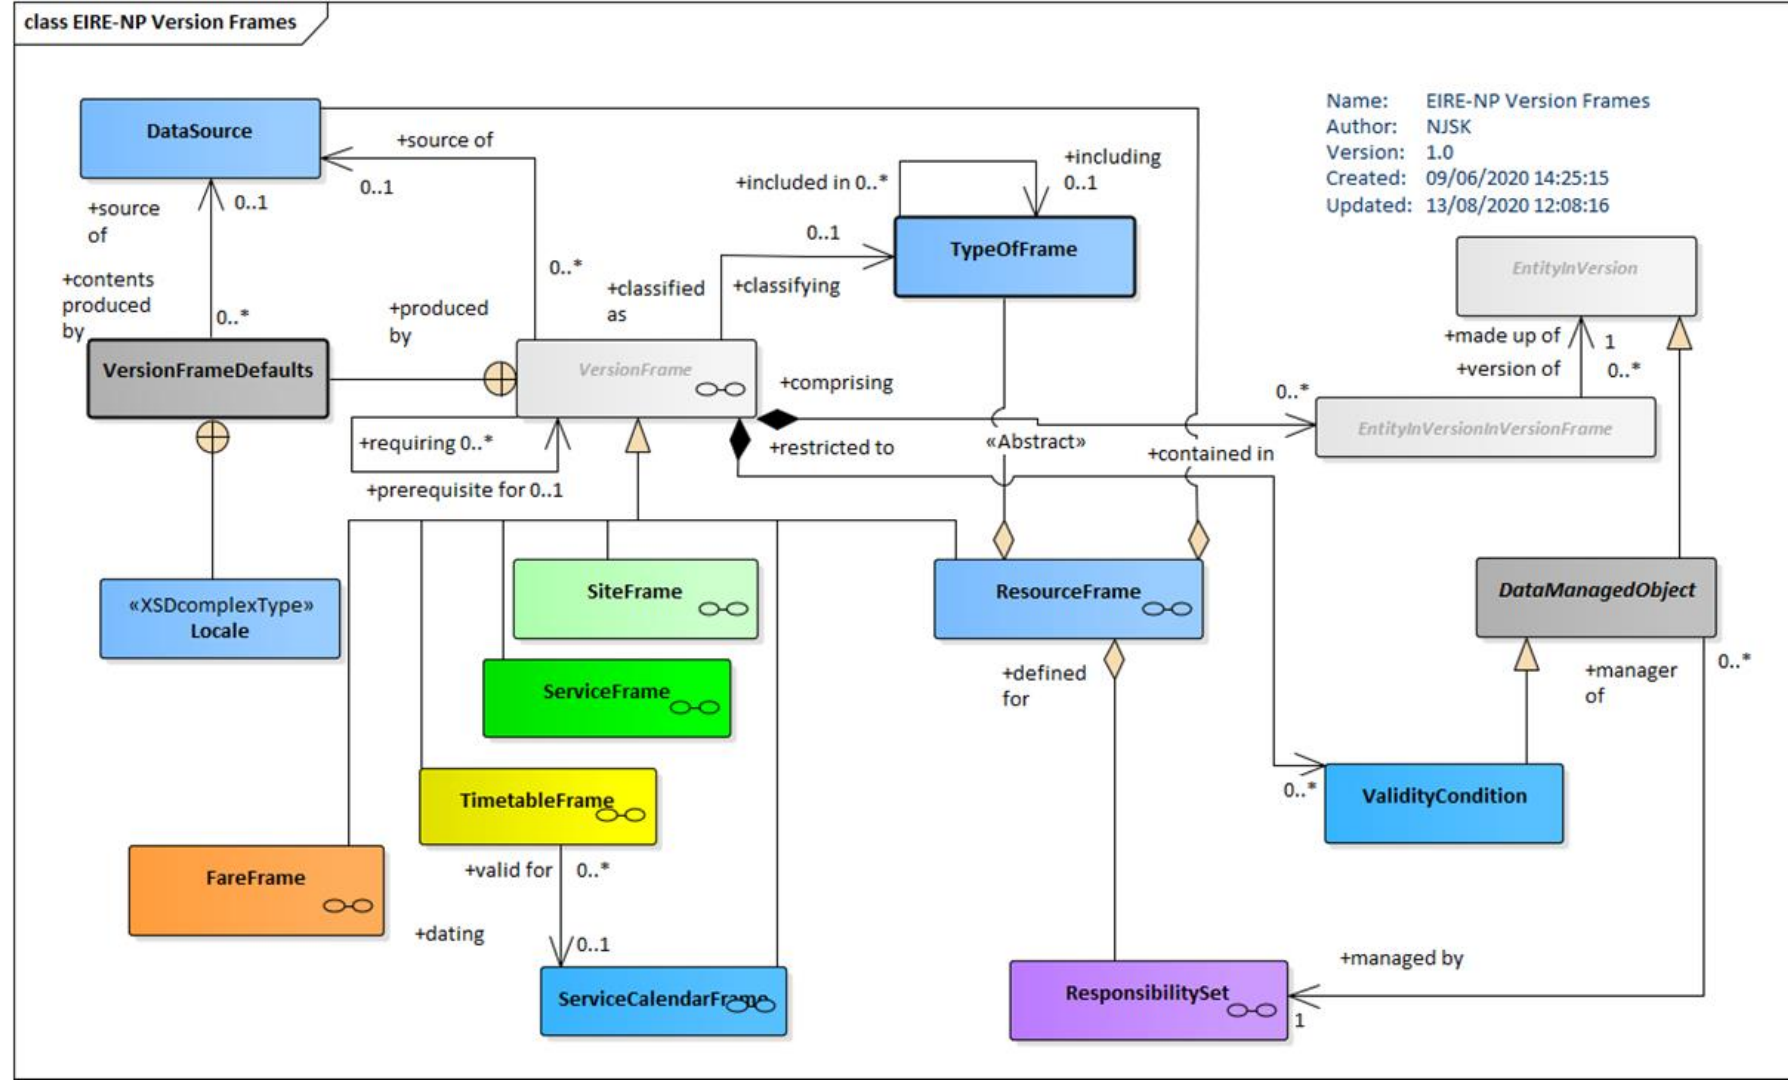 class EIRE-NP Version Frames
Name: EIRE-NP Version Frames
Author: NJSK
Version: 1.0
Created: 09/06/2020 14:25:15
Updated: 13/08/2020 12:08:16
DataSource
+source of
0..1
+source
of
0..1
+contents
produced
by
0..*
+produced
by
0..*
+included in 0..*
+including
0..1
TypeOfFrame
0..1
+classified
as
+classifying
EntityInVersion
+made up of
1
+version of
0..*
VersionFrameDefaults
VersionFrame
+comprising
0..*
EntityInVersionInVersionFrame
+requiring 0..*
+restricted to
«Abstract»
+contained in
+prerequisite for 0..1
«XSDcomplexType»
Locale
SiteFrame
ResourceFrame
DataManagedObject
ServiceFrame
+defined
for
+manager
of
0..*
TimetableFrame
0..*
ValidityCondition
FareFrame
+valid for
0..*
+dating
0..1
ServiceCalendarFrame
ResponsibilitySet
+managed by
1